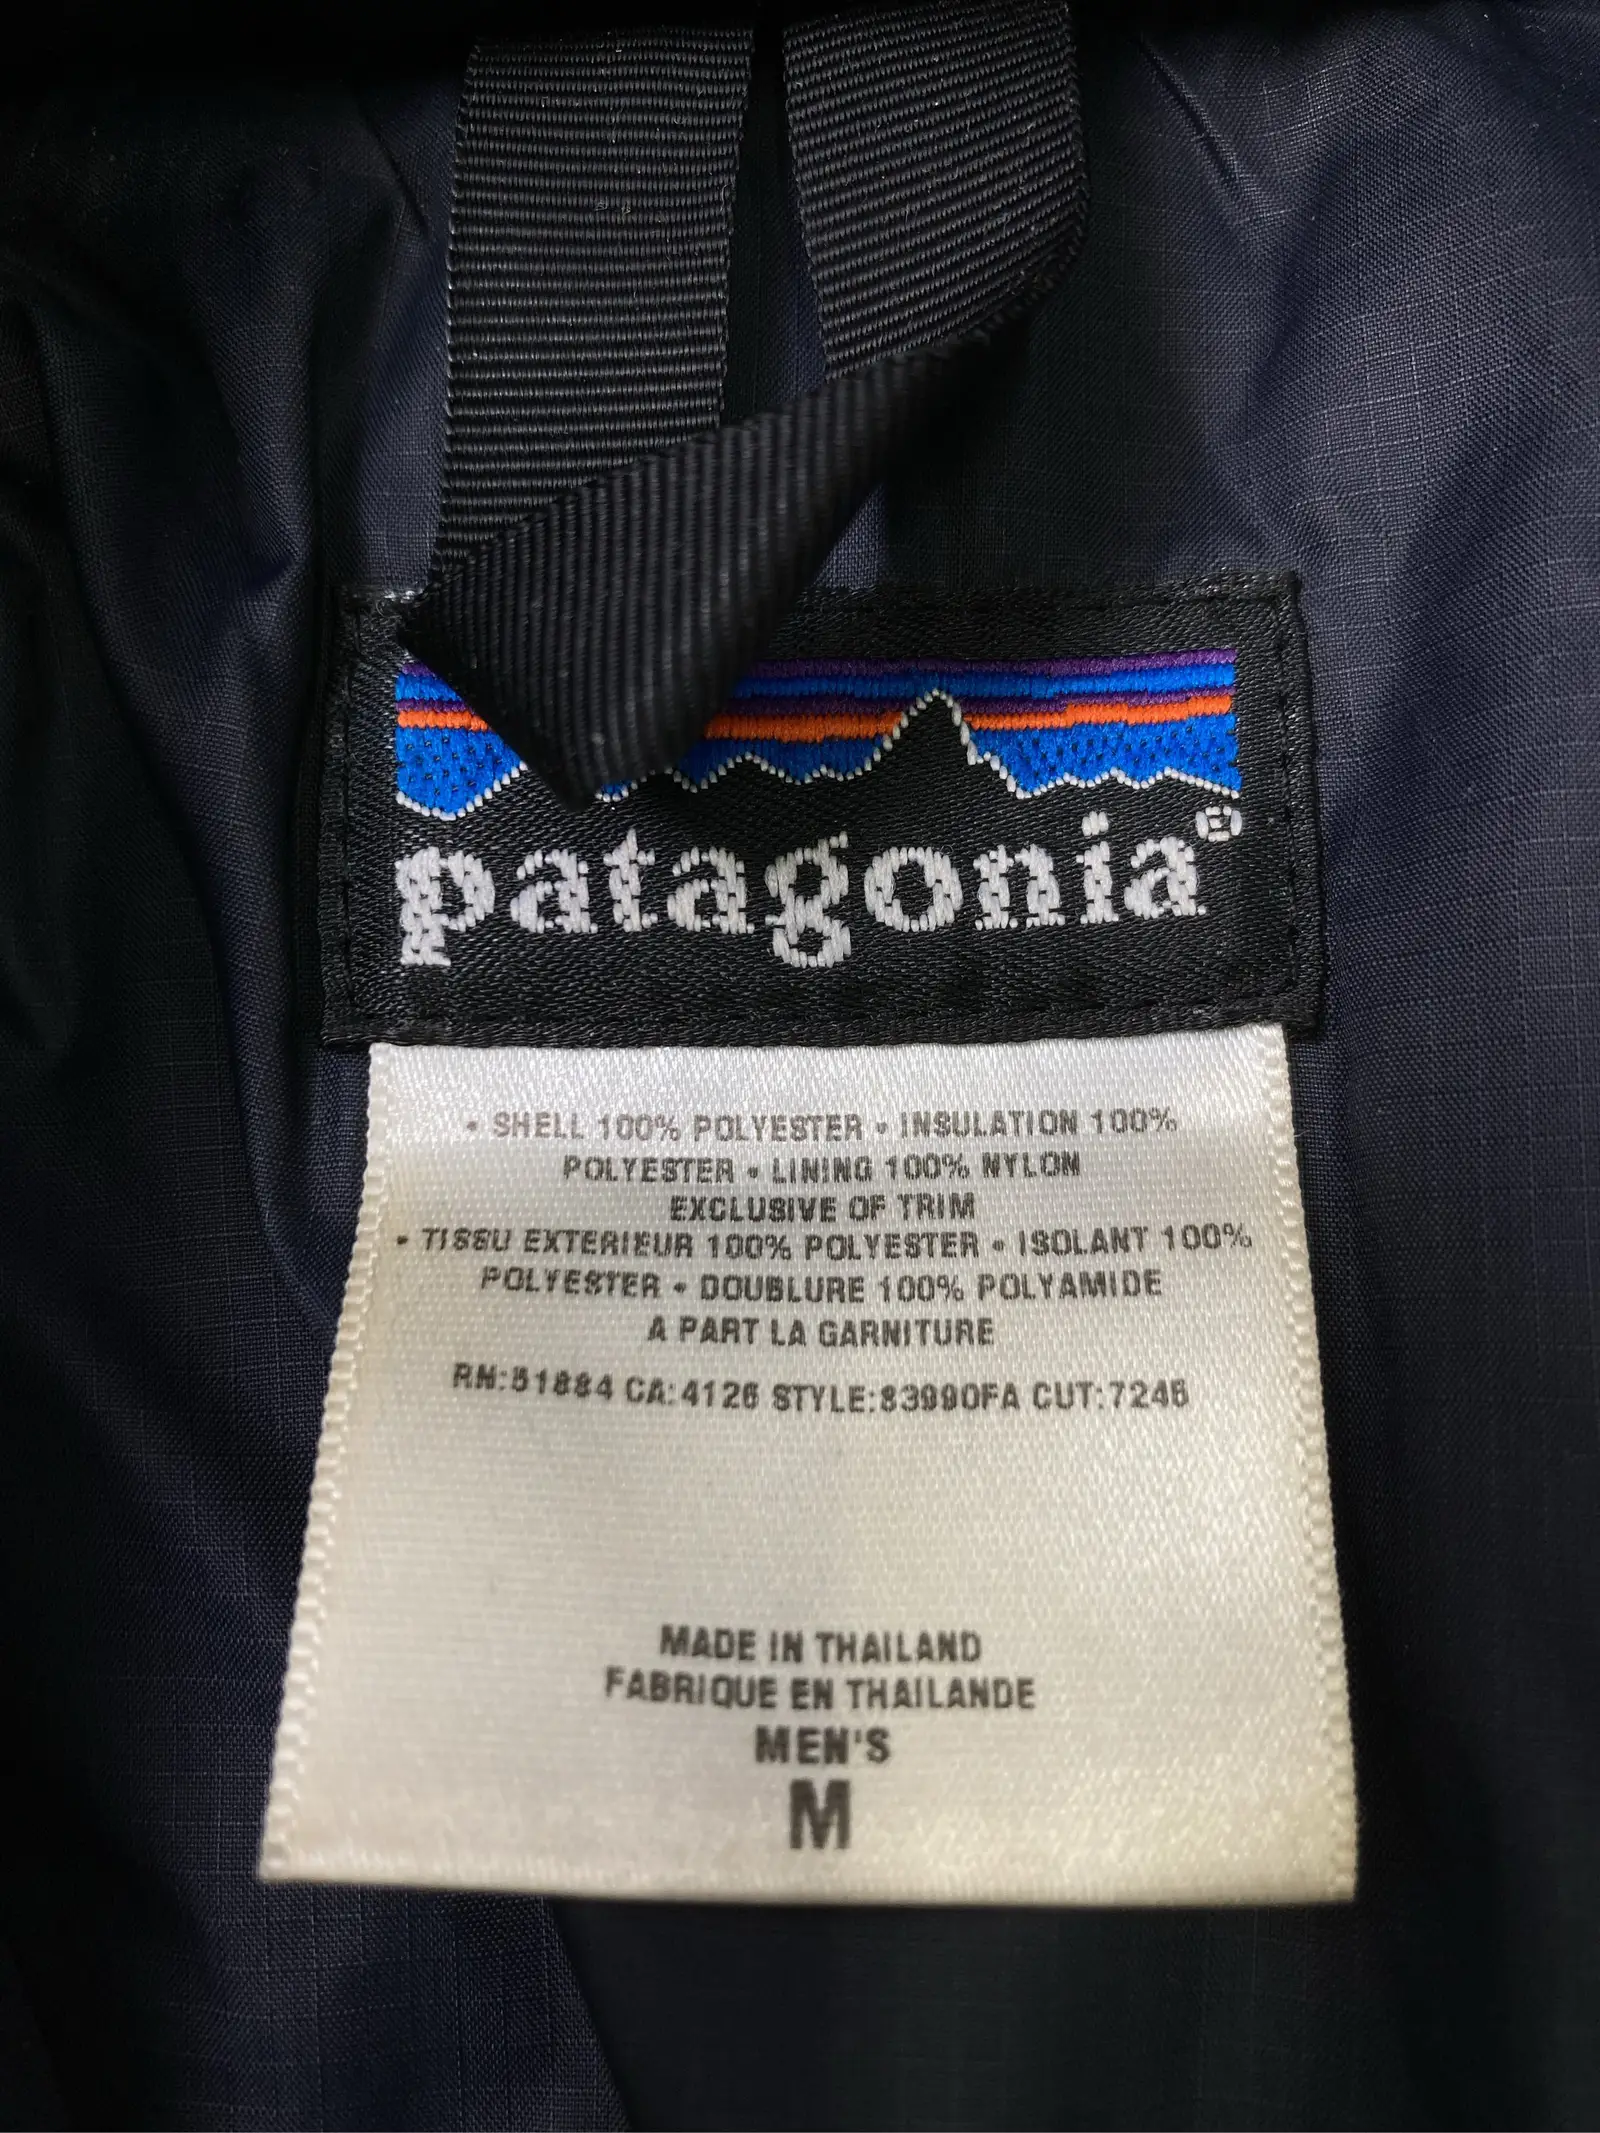 patagonia®
• SHELL 100% POLYESTER • INSULATION 100%
POLYESTER • LINING 100% NYLON
EXCLUSIVE OF TRIM
• TISSU EXTERIEUR 100% POLYESTER • ISOLANT 100%
POLYESTER • DOUBLURE 100% POLYAMIDE
A PART LA GARNITURE
RN:51884 CA:4126 STYLE:83990FA CUT:7246
MADE IN THAILAND
FABRIQUE EN THAILANDE
MEN'S
M